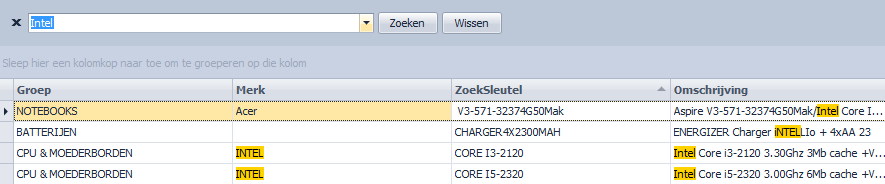 Intel Zoeken Wissen
Sleep hier een kolomkop naar toe om te groeperen op die kolom
Groep Merk ZoekSleutel Omschrijving
NOTEBOOKS Acer V3-571-32374G50Mak Aspire V3-571-32374G50Mak/Intel Core I...
BATTERIJEN CHARGER4X2300MAH ENERGIZER Charger iNTELLIo + 4xAA 23
CPU & MOEDERBORDEN INTEL CORE I3-2120 Intel Core i3-2120 3.30Ghz 3Mb cache +V...
CPU & MOEDERBORDEN INTEL CORE I5-2320 Intel Core i5-2320 3.00Ghz 6Mb cache +V...